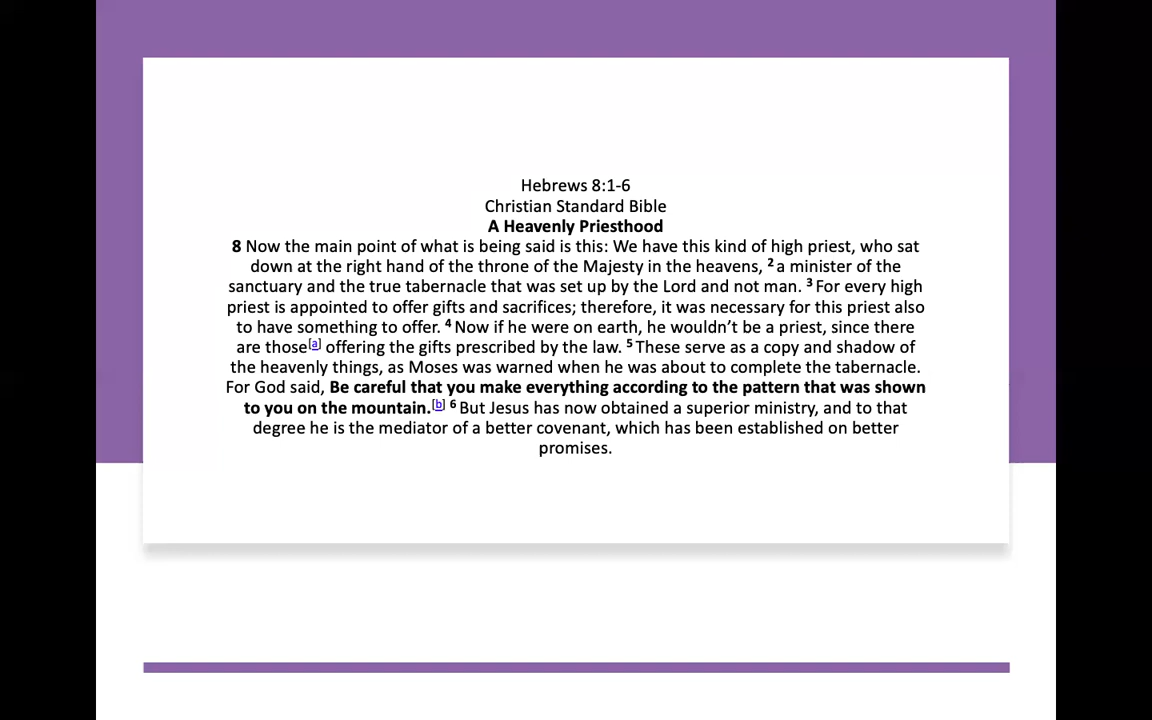 Hebrews 8:1-6
Christian Standard Bible
A Heavenly Priesthood
8 Now the main point of what is being said is this: We have this kind of high priest, who sat
down at the right hand of the throne of the Majesty in the heavens, 2 a minister of the
sanctuary and the true tabernacle that was set up by the Lord and not man. 3 For every high
priest is appointed to offer gifts and sacrifices; therefore, it was necessary for this priest also
to have something to offer. 4 Now if he were on earth, he wouldn’t be a priest, since there
are those[a] offering the gifts prescribed by the law. 5 These serve as a copy and shadow of
the heavenly things, as Moses was warned when he was about to complete the tabernacle.
For God said, Be careful that you make everything according to the pattern that was shown
to you on the mountain.[b] 6 But Jesus has now obtained a superior ministry, and to that
degree he is the mediator of a better covenant, which has been established on better
promises.